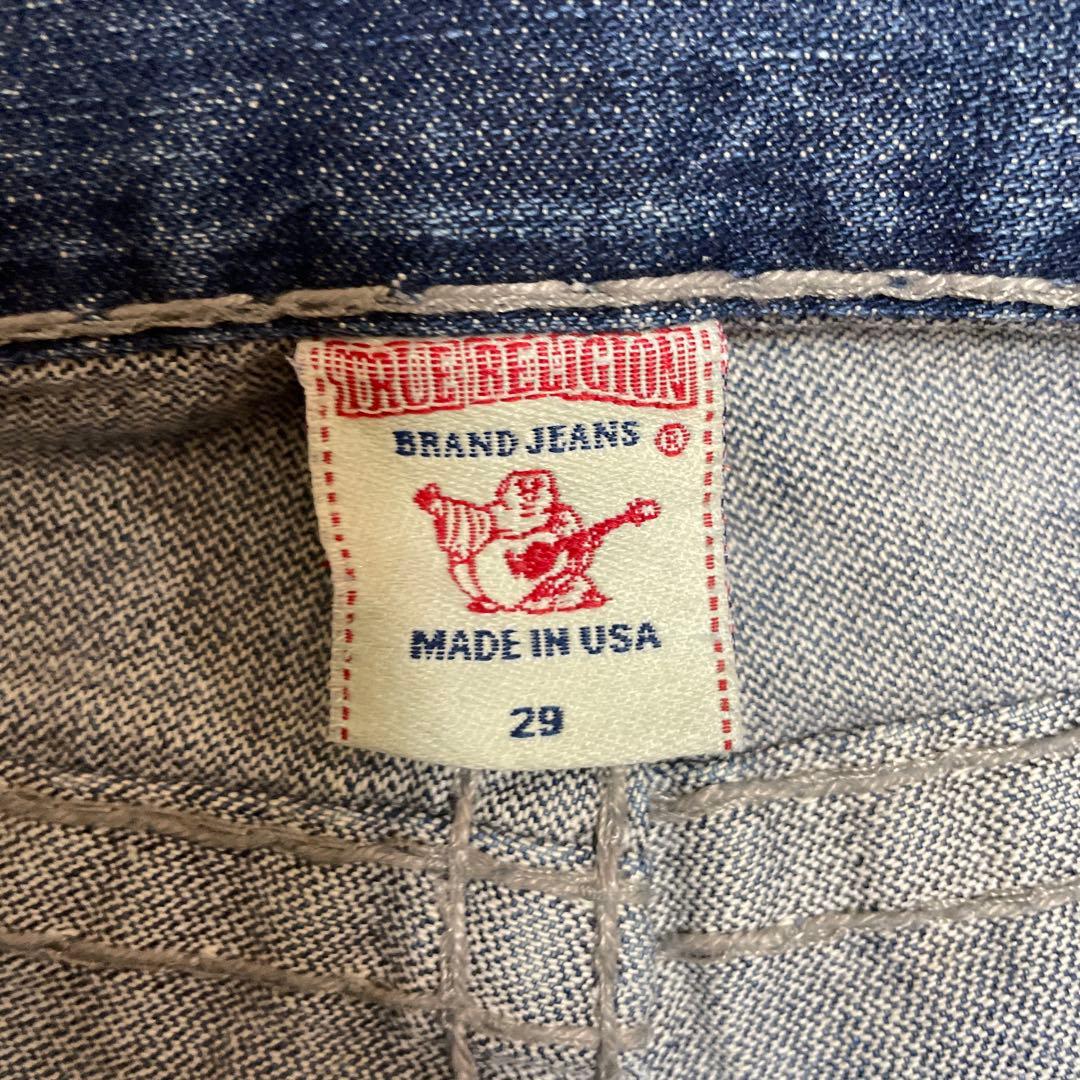 TRUE RELIGION
BRAND JEANS ®
MADE IN USA
29